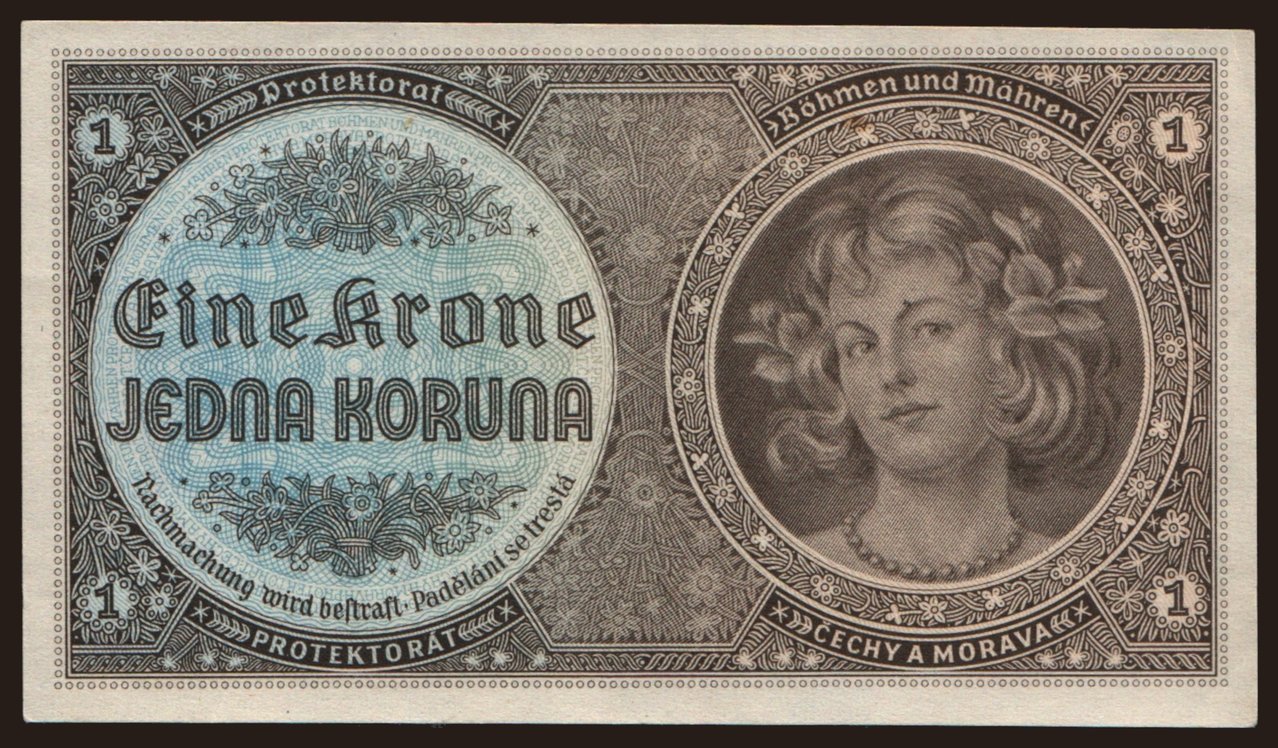 Protektorat
Böhmen und Mähren
1
1
Eine Krone
JEDNA KORUNA
Nachmachung wird bestraft · Padělání se trestá
1
1
PROTEKTORÁT
ČECHY A MORAVA